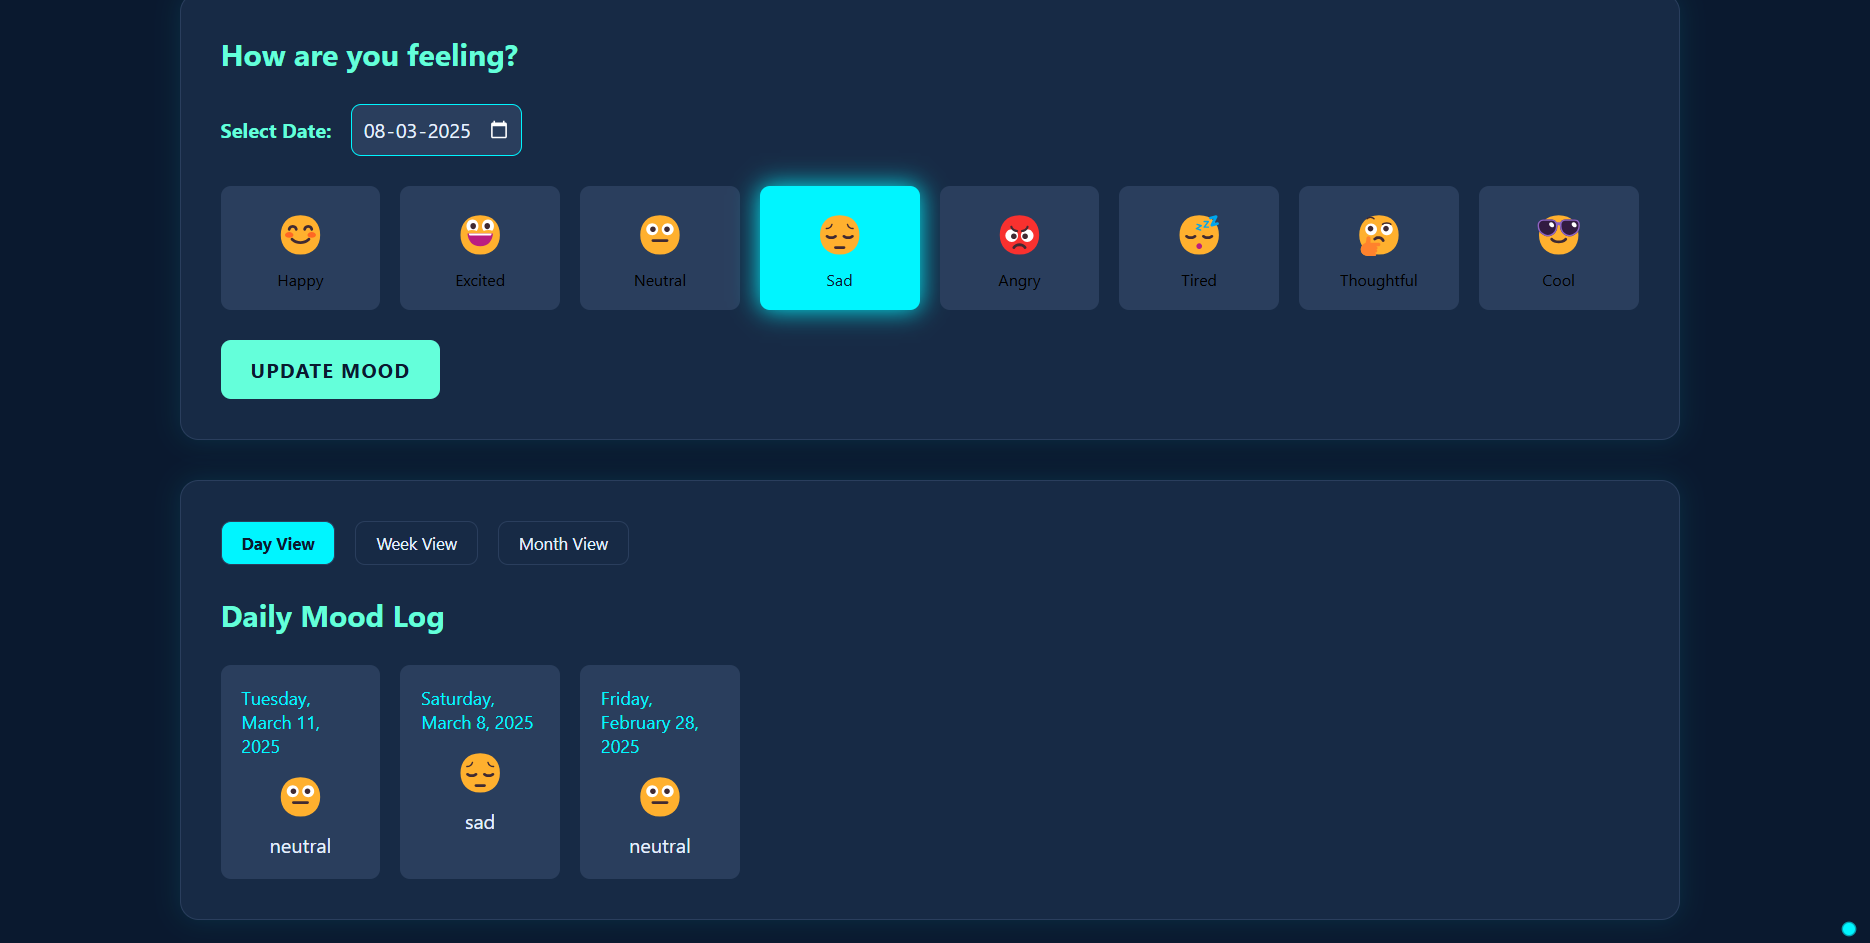 How are you feeling?
Select Date: 08-03-2025
Happy Excited Neutral Sad Angry Tired Thoughtful Cool
UPDATE MOOD
Day View Week View Month View
Daily Mood Log
Tuesday,
March 11,
2025
neutral
Saturday,
March 8, 2025
sad
Friday,
February 28,
2025
neutral